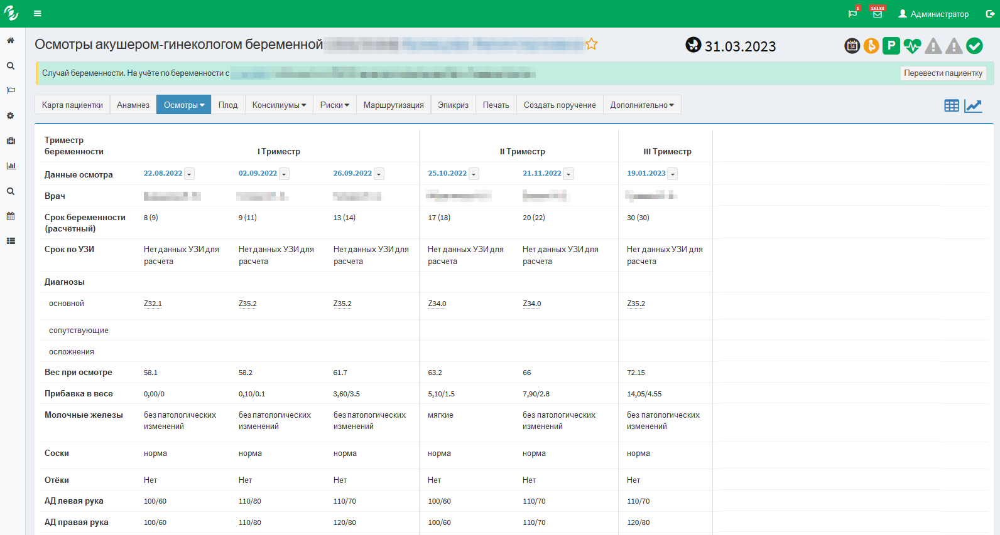 1
15133
Администратор
Осмотры акушером-гинекологом беременной
31.03.2023
34
P
Случай беременности. На учёте по беременности с
Перевести пациентку
Карта пациентки Анамнез Осмотры Плод Консилиумы Риски Маршрутизация Эпикриз Печать Создать поручение Дополнительно
Триместр
беременности I Триместр II Триместр III Триместр
Данные осмотра 22.08.2022 02.09.2022 26.09.2022 25.10.2022 21.11.2022 19.01.2023
Врач
Срок беременности 8 (9) 9 (11) 13 (14) 17 (18) 20 (22) 30 (30)
(расчётный)
Срок по УЗИ Нет данных УЗИ для Нет данных УЗИ для Нет данных УЗИ для Нет данных УЗИ для Нет данных УЗИ для Нет данных УЗИ для
расчета расчета расчета расчета расчета расчета
Диагнозы
основной Z32.1 Z35.2 Z35.2 Z34.0 Z34.0 Z35.2
сопутствующие
осложнения
Вес при осмотре 58.1 58.2 61.7 63.2 66 72.15
Прибавка в весе 0,00/0 0,10/0.1 3,60/3.5 5,10/1.5 7,90/2.8 14,05/4.55
Молочные железы без патологических без патологических без патологических мягкие без патологических без патологических
изменений изменений изменений изменений изменений
Соски норма норма норма норма норма норма
Отёки Нет Нет Нет Нет Нет Нет
АД левая рука 100/60 110/80 110/70 100/60 110/70 110/70
АД правая рука 100/60 110/80 120/80 100/60 110/70 120/80